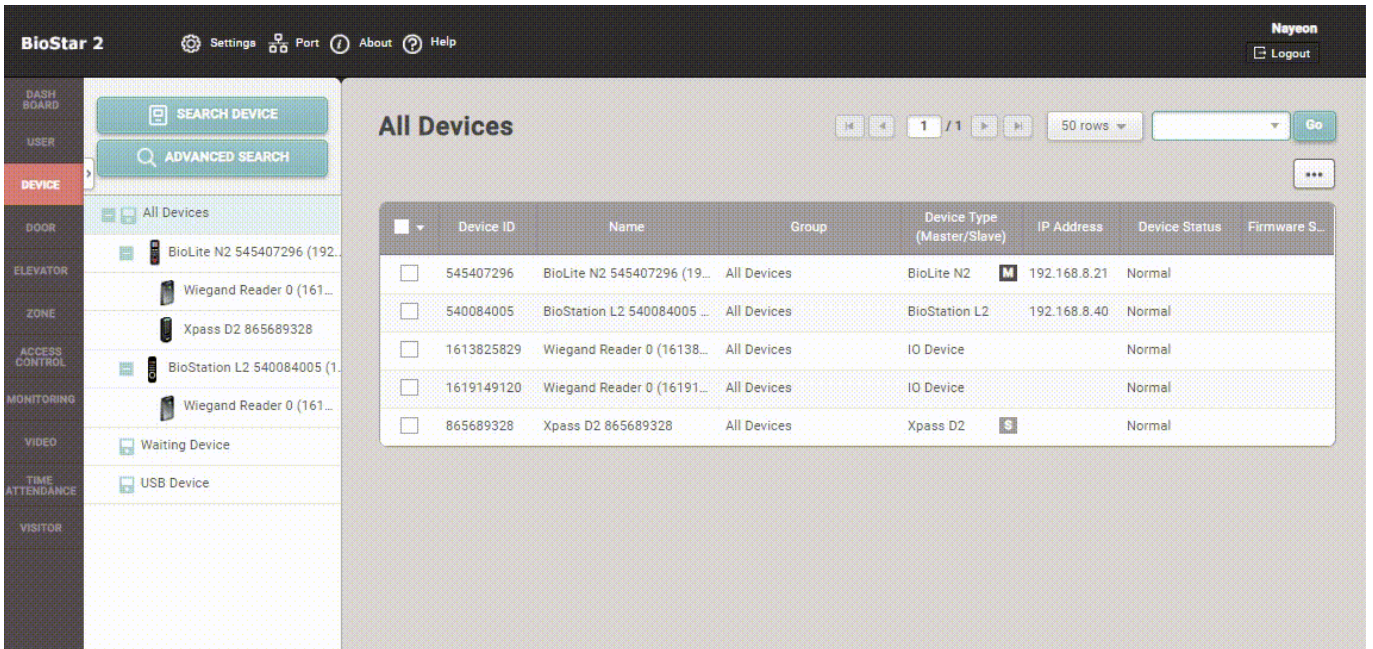 BioStar 2
Settings
Port
About
Help
Nayeon
Logout
DASH
BOARD
USER
DEVICE
DOOR
ELEVATOR
ZONE
ACCESS
CONTROL
MONITORING
VIDEO
TIME
ATTENDANCE
VISITOR
SEARCH DEVICE
ADVANCED SEARCH
All Devices
BioLite N2 545407296 (192..
Wiegand Reader 0 (161...
Xpass D2 865689328
BioStation L2 540084005 (1.
Wiegand Reader 0 (161...
Waiting Device
USB Device
All Devices
1 / 1
50 rows
Go
Device ID Name Group Device Type (Master/Slave) IP Address Device Status Firmware S...
545407296 BioLite N2 545407296 (19... All Devices BioLite N2 M 192.168.8.21 Normal
540084005 BioStation L2 540084005 ... All Devices BioStation L2 192.168.8.40 Normal
1613825829 Wiegand Reader 0 (16138... All Devices IO Device Normal
1619149120 Wiegand Reader 0 (16191... All Devices IO Device Normal
865689328 Xpass D2 865689328 All Devices Xpass D2 S Normal